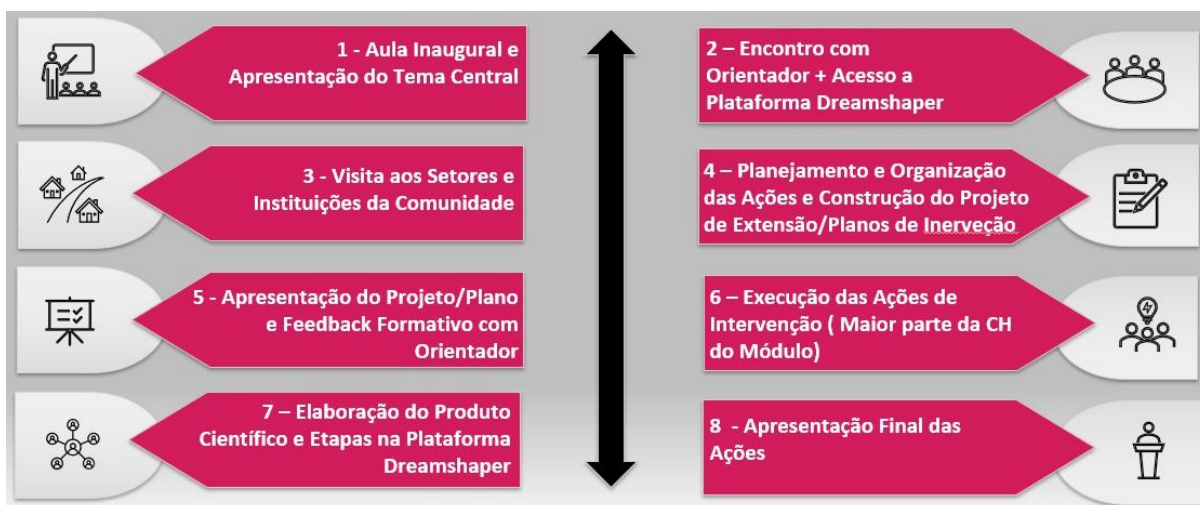 1 - Aula Inaugural e
Apresentação do Tema Central
2 – Encontro com
Orientador + Acesso a
Plataforma Dreamshaper
3 - Visita aos Setores e
Instituições da Comunidade
4 – Planejamento e Organização
das Ações e Construção do Projeto
de Extensão/Planos de Inerveção
5 - Apresentação do Projeto/Plano
e Feedback Formativo com
Orientador
6 – Execução das Ações de
Intervenção ( Maior parte da CH
do Módulo)
7 – Elaboração do Produto
Científico e Etapas na Plataforma
Dreamshaper
8 - Apresentação Final das
Ações